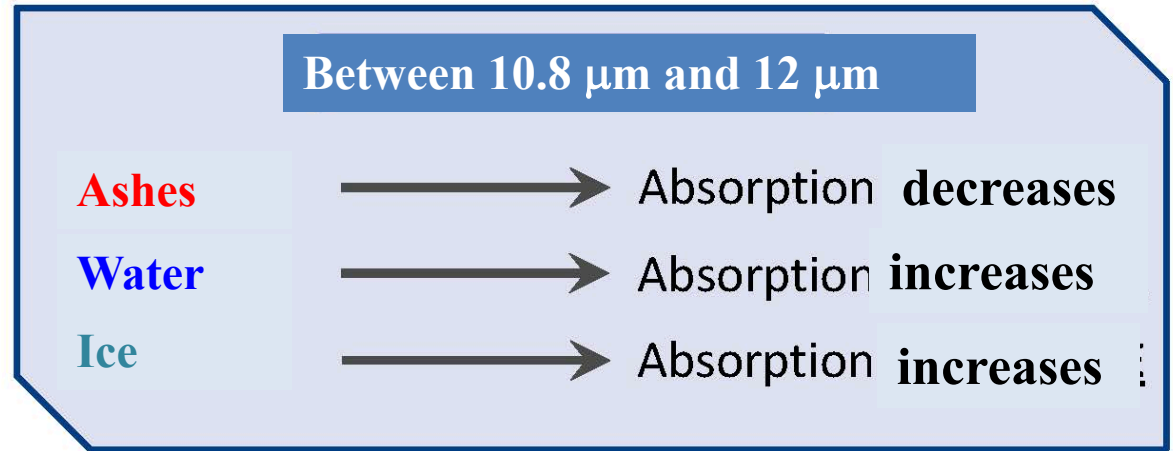 Between 10.8 μm and 12 μm
Ashes Absorption decreases
Water Absorption increases
Ice Absorption increases